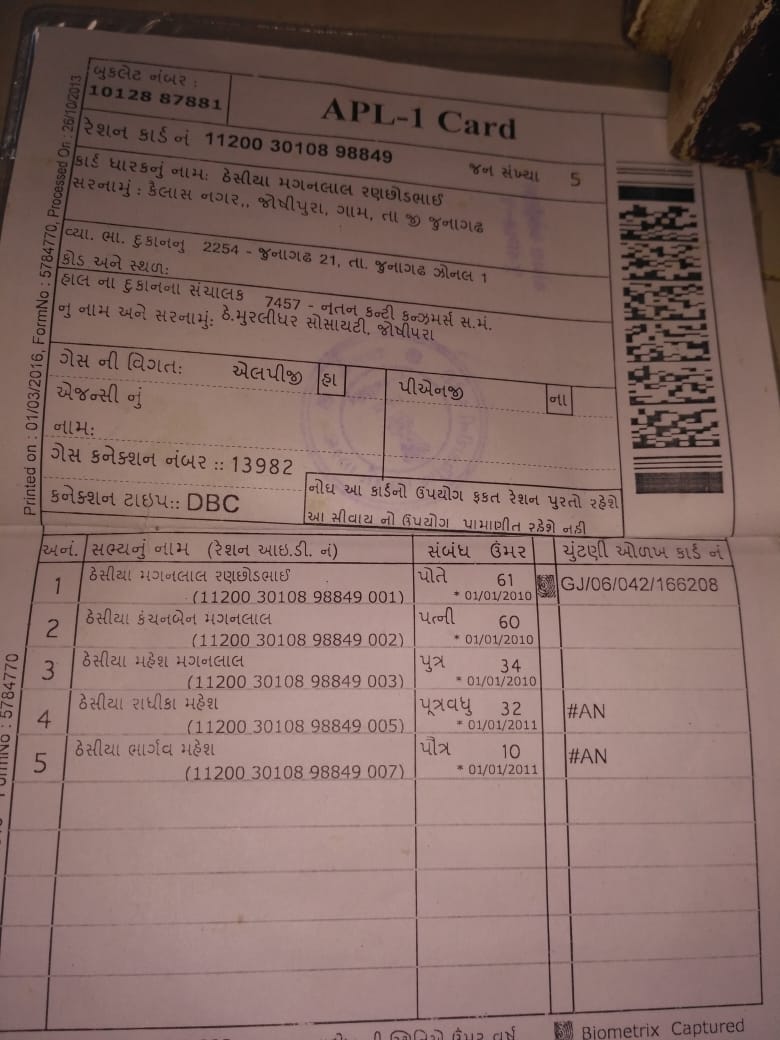 બુકલેટ નંબર :
10128 87881
APL-1 Card
રેશન કાર્ડ નં 11200 30108 98849 જન સંખ્યા 5
કાર્ડ ધારકનું નામ: ઠેસીયા મગનલાલ રણછોડભાઈ
સરનામું : કૈલાસ નગર,, જોષીપુરા, ગામ, તા જી જુનાગઢ
વ્યા. ભા. દુકાનનુ 2254 - જુનાગઢ 21, તા. જુનાગઢ ઝોનલ 1
કોડ અને સ્થળ:
હાલ ના દુકાનના સંચાલક 7457 - નુતન કન્ટી કન્ઝમર્સ સ.મં.
નુ નામ અને સરનામું: ઠે.મુરલીધર સોસાયટી, જોષીપરા
ગેસ ની વિગત: એલપીજી હા પીએનજી ના
એજન્સી નું
નામ:
ગેસ કનેક્શન નંબર :: 13982
કનેક્શન ટાઇપ:: DBC
નોધ આ કાર્ડનો ઉપયોગ ફકત રેશન પુરતો રહેશે
આ સીવાય નો ઉપયોગ પામાણીત રહેશે નહી
Printed on : 01/03/2016, FormNo : 5784770, Processed On : 26/10/2013
અનં. સભ્યનું નામ (રેશન આઇ.ડી. નં) સંબંધ ઉંમર ચુંટણી ઓળખ કાર્ડ નં
1 ઠેસીયા મગનલાલ રણછોડભાઈ પોતે 61 GJ/06/042/166208
(11200 30108 98849 001) * 01/01/2010
2 ઠેસીયા કંચનબેન મગનલાલ પત્ની 60
(11200 30108 98849 002) * 01/01/2010
3 ઠેસીયા મહેશ મગનલાલ પુત્ર 34
(11200 30108 98849 003) * 01/01/2010
4 ઠેસીયા રાધીકા મહેશ પૂત્રવધુ 32 #AN
(11200 30108 98849 005) * 01/01/2011
5 ઠેસીયા ભાર્ગવ મહેશ પૌત્ર 10 #AN
(11200 30108 98849 007) * 01/01/2011
FormNo : 5784770
ઉંમર વર્ષ Biometrix Captured